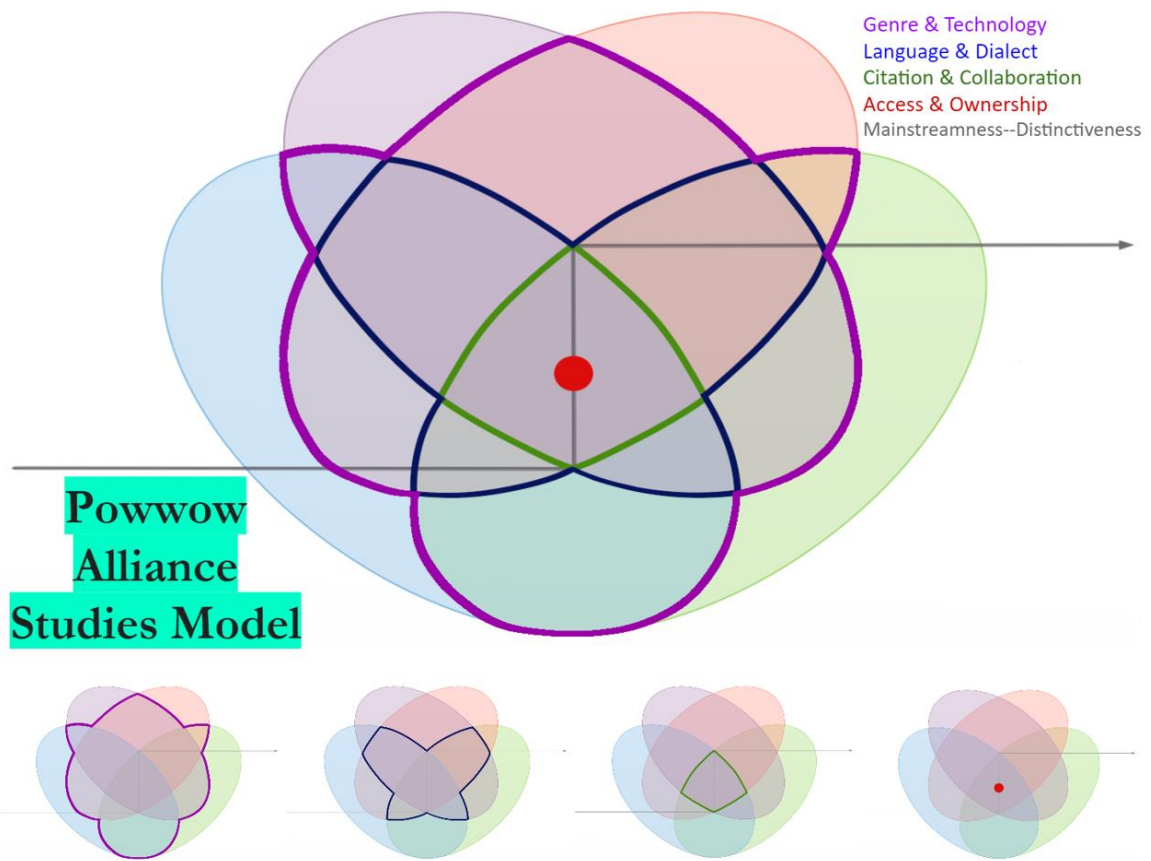 Genre & Technology
Language & Dialect
Citation & Collaboration
Access & Ownership
Mainstreamness--Distinctiveness
Powwow
Alliance
Studies Model